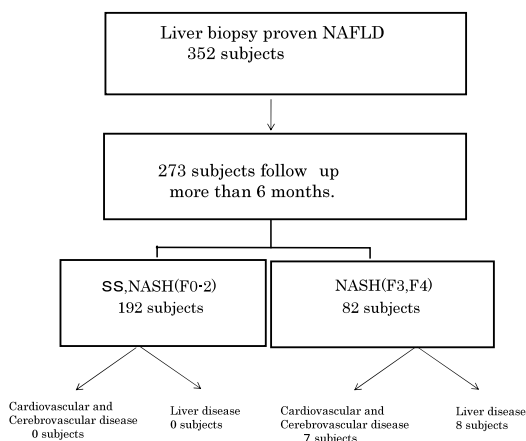 Liver biopsy proven NAFLD
352 subjects
273 subjects follow up
more than 6 months.
SS,NASH(F0-2)
192 subjects
NASH(F3,F4)
82 subjects
Cardiovascular and
Cerebrovascular disease
0 subjects
Liver disease
0 subjects
Cardiovascular and
Cerebrovascular disease
7 subjects
Liver disease
8 subjects